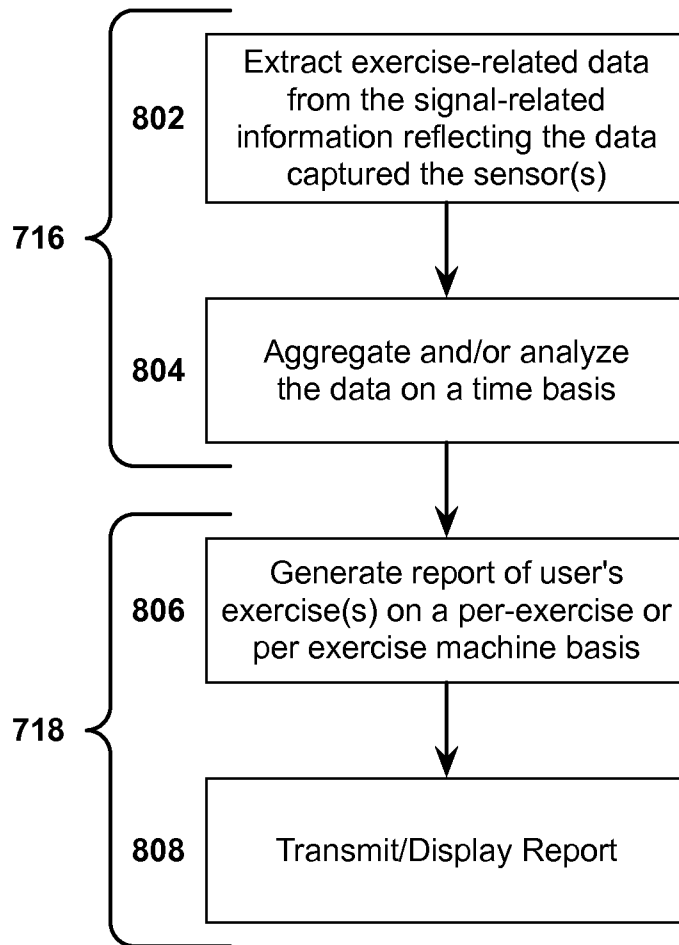 802
Extract exercise-related data
from the signal-related
information reflecting the data
captured the sensor(s)
716
804
Aggregate and/or analyze
the data on a time basis
806
Generate report of user's
exercise(s) on a per-exercise or
per exercise machine basis
718
808
Transmit/Display Report